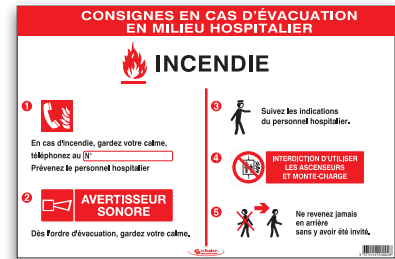 CONSIGNES EN CAS D'ÉVACUATION
EN MILIEU HOSPITALIER
INCENDIE
1
En cas d'incendie, gardez votre calme,
téléphonez au N°
Prévenez le personnel hospitalier
2
AVERTISSEUR
SONORE
Dès l'ordre d'évacuation, gardez votre calme.
3
Suivez les indications
du personnel hospitalier.
4
INTERDICTION D'UTILISER
LES ASCENSEURS
ET MONTE-CHARGE
5
Ne revenez jamais
en arrière
sans y avoir été invité.